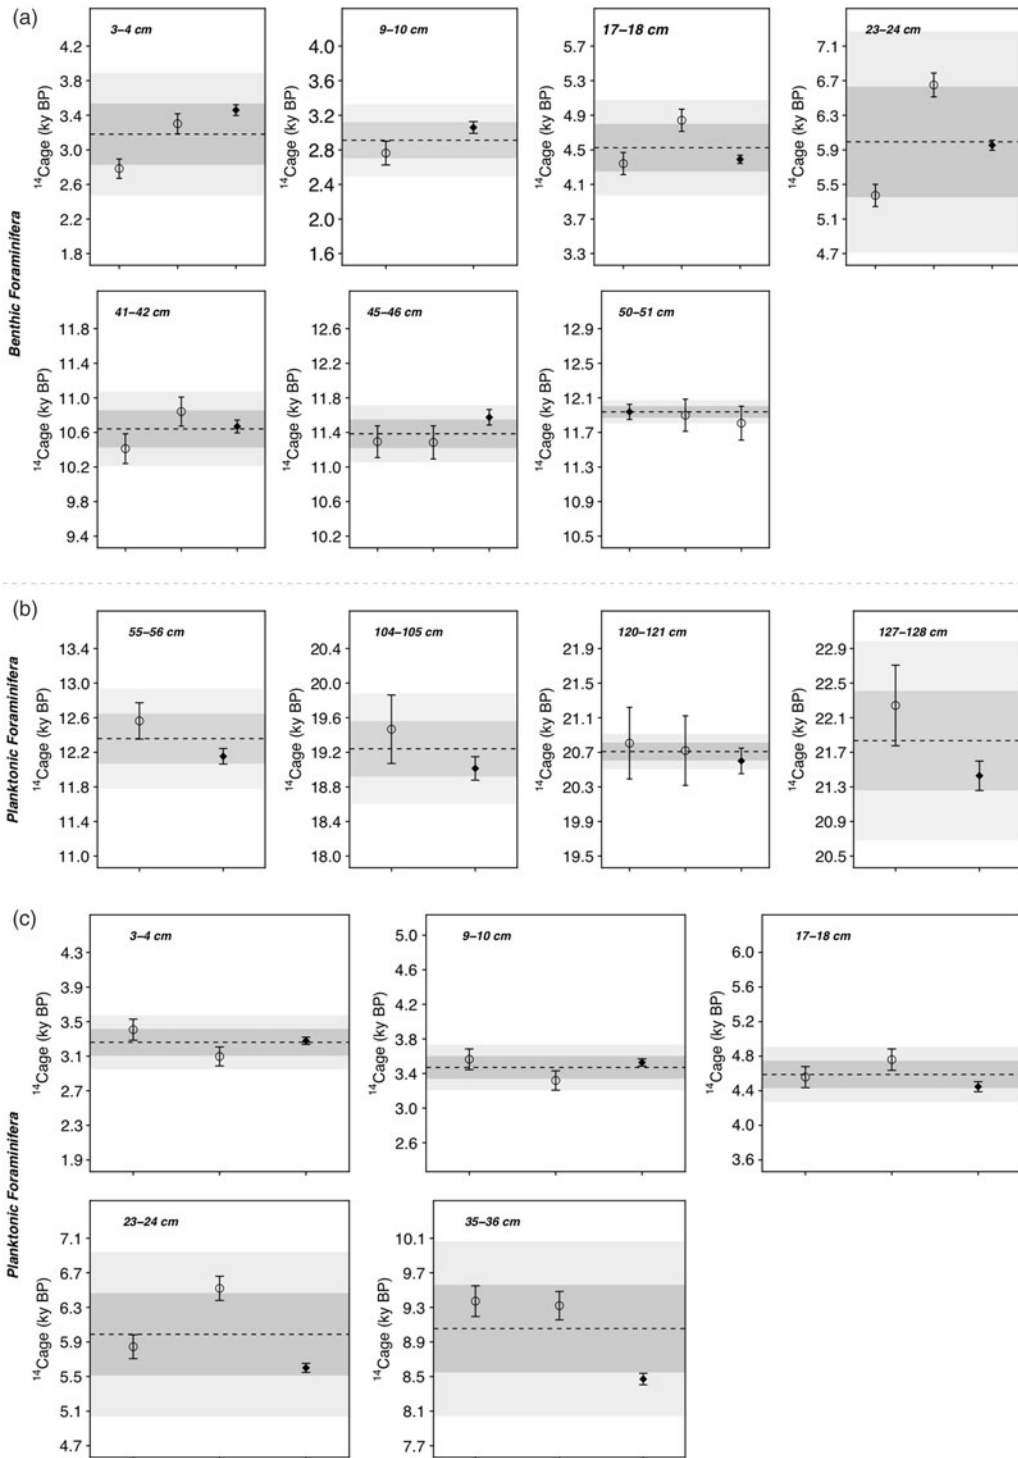 (a)
Benthic Foraminifera
3–4 cm
¹⁴Cage (ky BP)
4.2
3.8
3.4
3.0
2.6
2.2
1.8
9–10 cm
¹⁴Cage (ky BP)
4.0
3.6
3.2
2.8
2.4
2.0
1.6
17–18 cm
¹⁴Cage (ky BP)
5.7
5.3
4.9
4.5
4.1
3.7
3.3
23–24 cm
¹⁴Cage (ky BP)
7.1
6.7
6.3
5.9
5.5
5.1
4.7
41–42 cm
¹⁴Cage (ky BP)
11.8
11.4
11.0
10.6
10.2
9.8
9.4
45–46 cm
¹⁴Cage (ky BP)
12.6
12.2
11.8
11.4
11.0
10.6
10.2
50–51 cm
¹⁴Cage (ky BP)
12.9
12.5
12.1
11.7
11.3
10.9
10.5
(b)
Planktonic Foraminifera
55–56 cm
¹⁴Cage (ky BP)
13.4
13.0
12.6
12.2
11.8
11.4
11.0
104–105 cm
¹⁴Cage (ky BP)
20.4
20.0
19.6
19.2
18.8
18.4
18.0
120–121 cm
¹⁴Cage (ky BP)
21.9
21.5
21.1
20.7
20.3
19.9
19.5
127–128 cm
¹⁴Cage (ky BP)
22.9
22.5
22.1
21.7
21.3
20.9
20.5
(c)
Planktonic Foraminifera
3–4 cm
¹⁴Cage (ky BP)
4.3
3.9
3.5
3.1
2.7
2.3
1.9
9–10 cm
¹⁴Cage (ky BP)
5.0
4.6
4.2
3.8
3.4
3.0
2.6
17–18 cm
¹⁴Cage (ky BP)
6.0
5.6
5.2
4.8
4.4
4.0
3.6
23–24 cm
¹⁴Cage (ky BP)
7.1
6.7
6.3
5.9
5.5
5.1
4.7
35–36 cm
¹⁴Cage (ky BP)
10.1
9.7
9.3
8.9
8.5
8.1
7.7